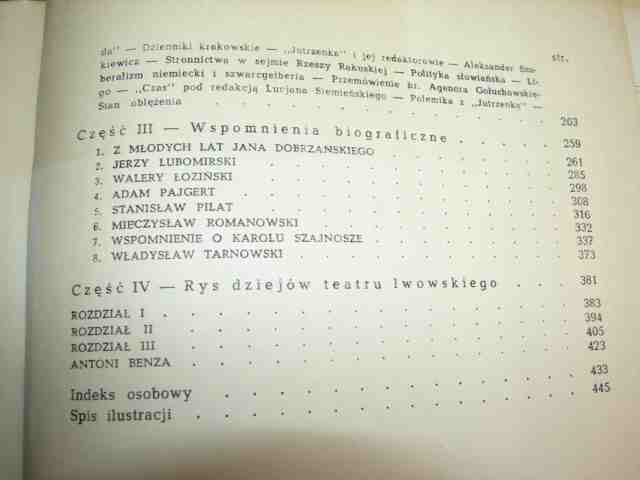 da" — Dzienniki krakowskie — „Jutrzenka" i jej redaktorowie — Aleksander Szu- str.
kiewicz — Stronnictwa w sejmie Rzeszy Rakuskiej — Polityka słowiańska — Li-
beralizm niemiecki i szwarcgelberia — Przemówienie hr. Agenora Gołuchowskie-
go — „Czas" pod redakcją Lucjana Siemieńskiego — Polemika z „Jutrzenką" —
Stan oblężenia . . . . . . . . . . 203
Część III — Wspomnienia biograficzne . . . . . 259
1. Z MŁODYCH LAT JANA DOBRZAŃSKIEGO . . . . . 261
2. JERZY LUBOMIRSKI . . . . . . . . 285
3. WALERY ŁOZIŃSKI . . . . . . . . 298
4. ADAM PAJGERT . . . . . . . . 308
5. STANISŁAW PILAT . . . . . . . . 316
6. MIECZYSŁAW ROMANOWSKI . . . . . . . 332
7. WSPOMNIENIE O KAROLU SZAJNOSZE . . . . . . 337
8. WŁADYSŁAW TARNOWSKI . . . . . . . 373
Część IV — Rys dziejów teatru lwowskiego . . . 381
ROZDZIAŁ I . . . . . . . . . . 383
ROZDZIAŁ II . . . . . . . . . . 394
ROZDZIAŁ III . . . . . . . . . . 405
ANTONI BENZA . . . . . . . . . . 423
Indeks osobowy . . . . . . . . . . 433
Spis ilustracji . . . . . . . . . . 445